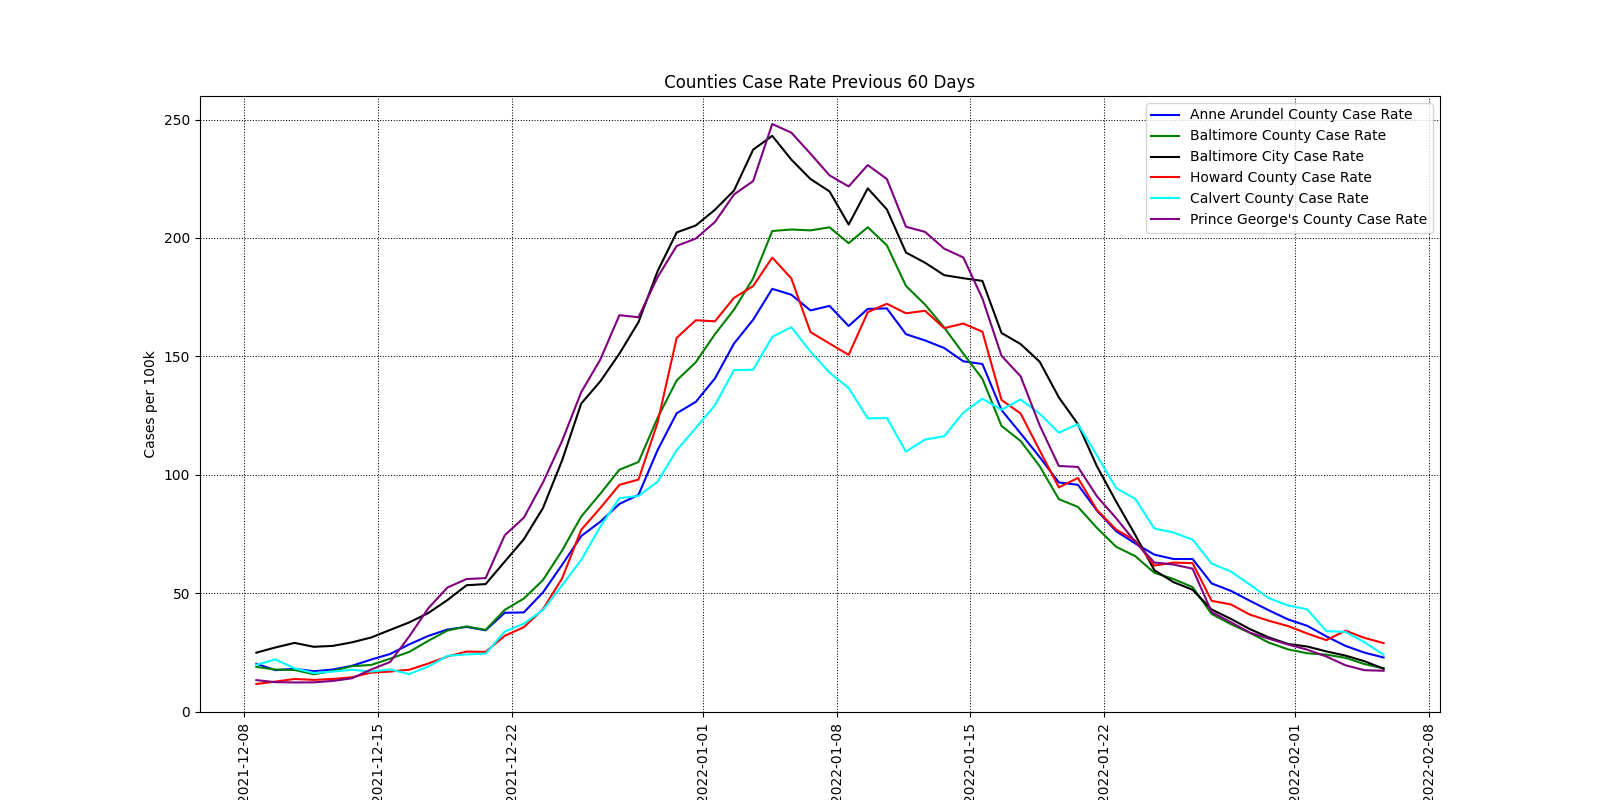 Counties Case Rate Previous 60 Days
Anne Arundel County Case Rate
Baltimore County Case Rate
Baltimore City Case Rate
Howard County Case Rate
Calvert County Case Rate
Prince George's County Case Rate
Cases per 100k
250
200
150
100
50
0
2021-12-08
2021-12-15
2021-12-22
2022-01-01
2022-01-08
2022-01-15
2022-01-22
2022-02-01
2022-02-08